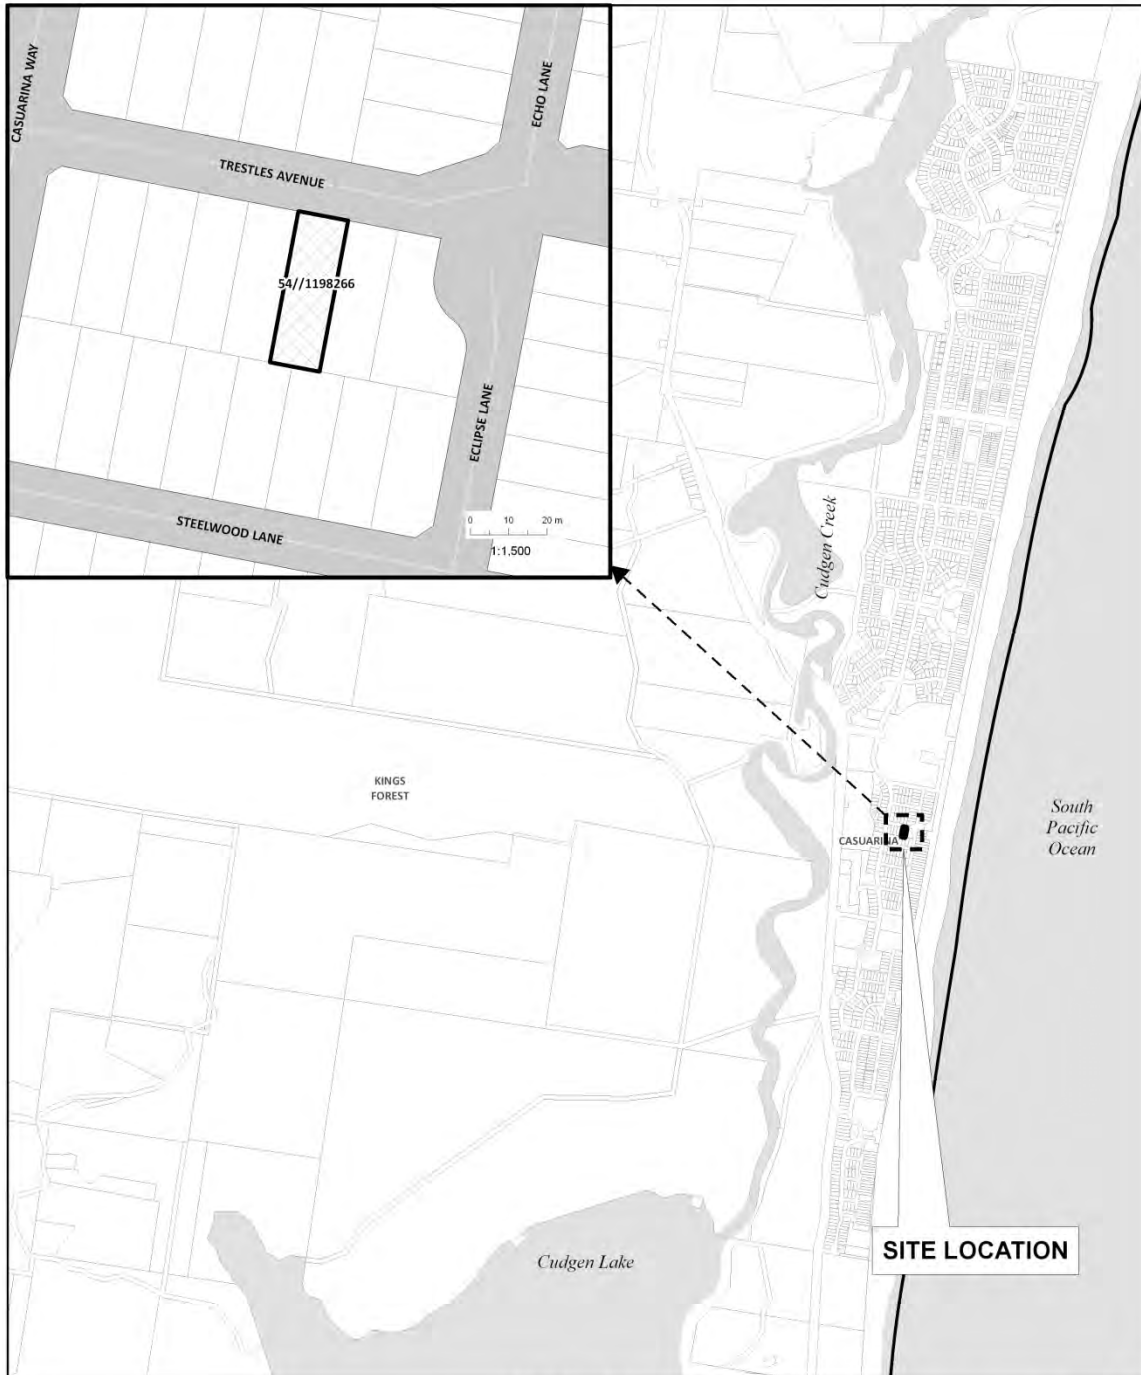 CASUARINA WAY
ECHO LANE
TRESTLES AVENUE
54//1198266
ECLIPSE LANE
STEELWOOD LANE
0 10 20 m
1:1,500
Cudgen Creek
KINGS
FOREST
CASUARINA
South
Pacific
Ocean
SITE LOCATION
Cudgen Lake